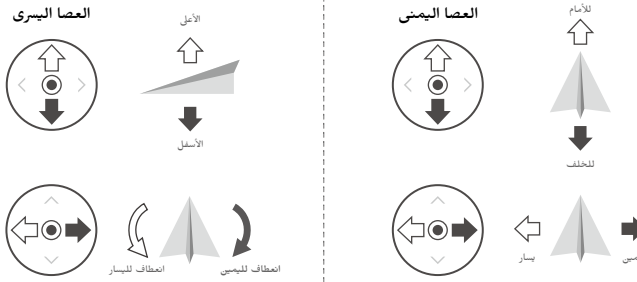 العصا اليمنى
للأمام
للخلف
يسار
العصا اليسرى
الأعلى
الأسفل
انعطاف لليمين
انعطاف لليسار